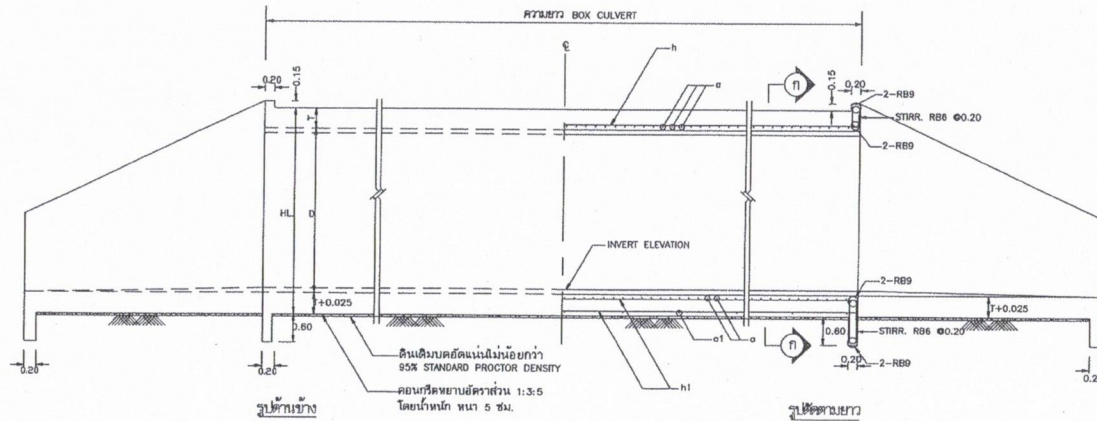 ความยาว BOX CULVERT
℄
h
a
ก
0.20
0.15
0.20
0.15
2-RB9
STIRR. RB6 @0.20
2-RB9
T
HL
D
INVERT ELEVATION
T+0.025
0.60
2-RB9
T+0.025
STIRR. RB6 @0.20
0.60
0.20
2-RB9
a1
a
ก
h1
0.20
0.20
0.20
ดินเดิมบดอัดแน่นไม่น้อยกว่า
95% STANDARD PROCTOR DENSITY
คอนกรีตหยาบอัตราส่วน 1:3:5
โดยน้ำหนัก หนา 5 ซม.
รูปด้านข้าง
รูปตัดตามยาว